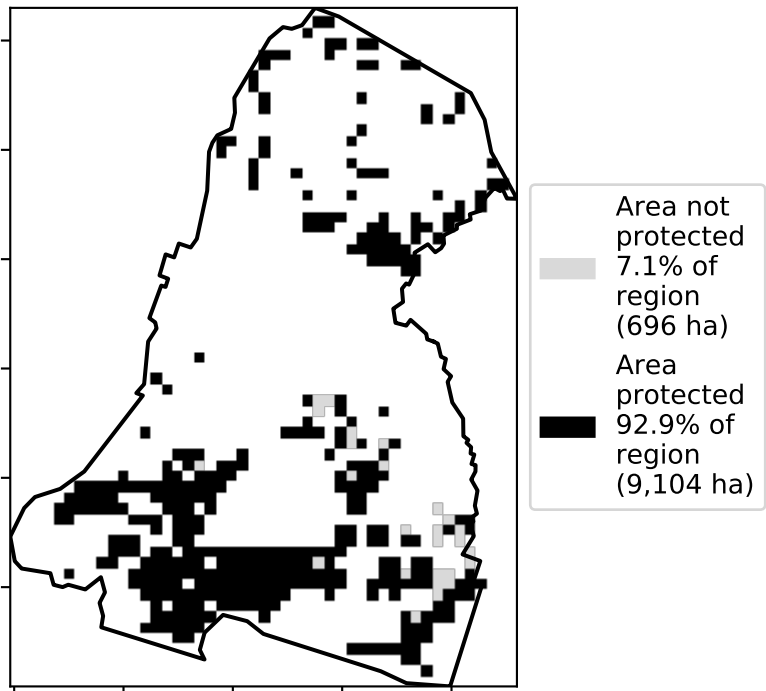 Area not
protected
7.1% of
region
(696 ha)
Area
protected
92.9% of
region
(9,104 ha)